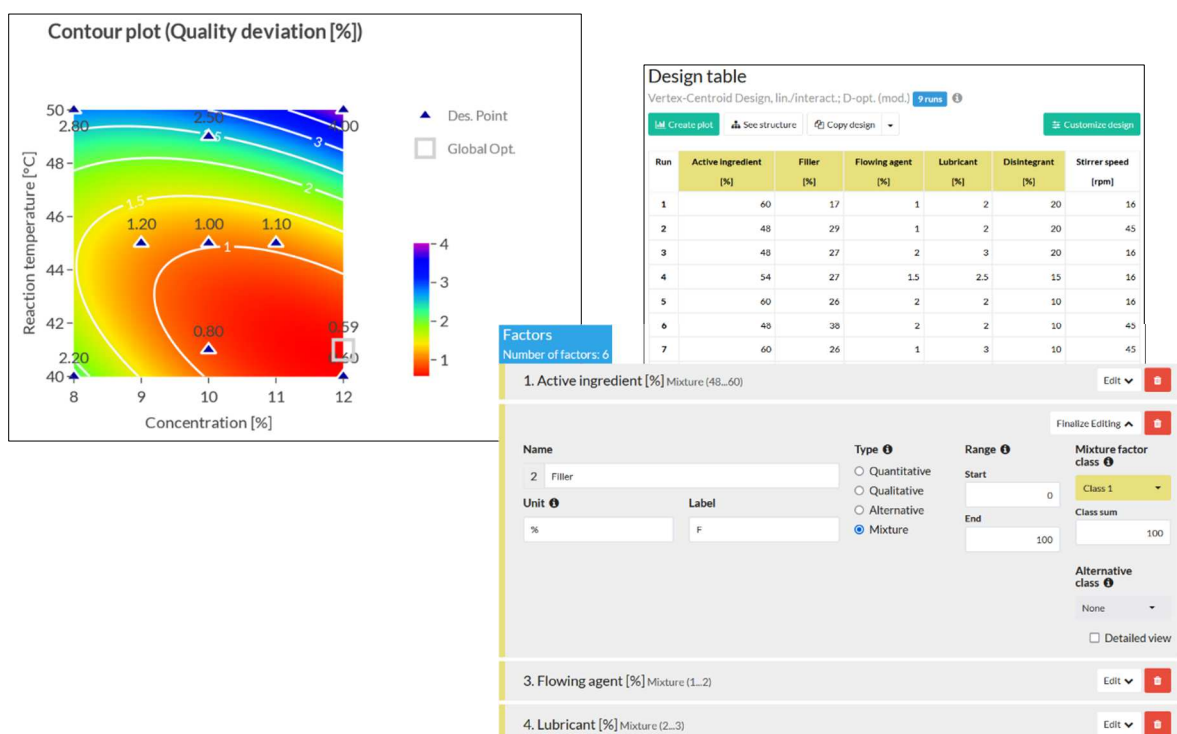 Contour plot (Quality deviation [%])
50
2.80
2.50
4.00
3
2
48
46
1.5
1.20
1.00
1.10
1
44
42
0.80
0.59
2.20
40
8 9 10 11 12
Reaction temperature [°C]
Concentration [%]
Des. Point
Global Opt.
4
3
2
1
Design table
Vertex-Centroid Design, lin./interact.; D-opt. (mod.) 9 runs
Create plot See structure Copy design Customize design
Run Active ingredient Filler Flowing agent Lubricant Disintegrant Stirrer speed
[%] [%] [%] [%] [%] [rpm]
1 60 17 1 2 20 16
2 48 29 1 2 20 45
3 48 27 2 3 20 16
4 54 27 1.5 2.5 15 16
5 60 26 2 2 10 16
6 48 38 2 2 10 45
7 60 26 1 3 10 45
Factors
Number of factors: 6
1. Active ingredient [%] Mixture (48...60) Edit
Finalize Editing
Name Type Range Mixture factor
class
2 Filler
Quantitative
Qualitative
Alternative
Mixture
Start
0
End
100
Class 1
Class sum
100
Unit Label
% F
Alternative
class
None
Detailed view
3. Flowing agent [%] Mixture (1...2) Edit
4. Lubricant [%] Mixture (2...3) Edit